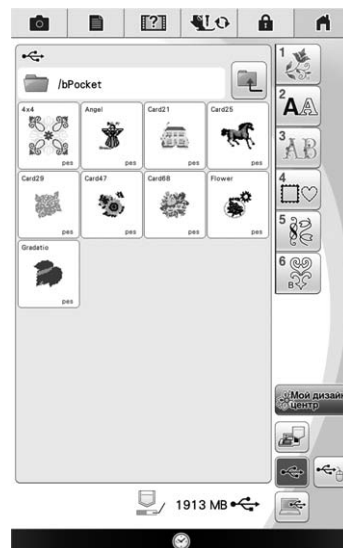 /bPocket
4x4 Angel Card21 Card25
pes pes pes pes
Card29 Card47 Card68 Flower
pes pes pes pes
Gradatio
pes
1
2 AA
3 AB
4
5
6
B
Мой дизайн
центр
1913 MB